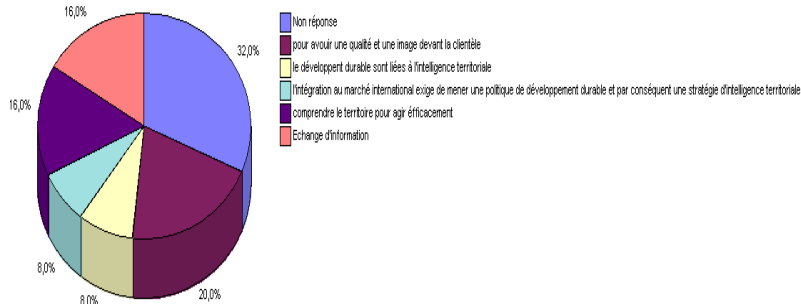 16,0%
32,0%
16,0%
8,0%
8,0%
20,0%
Non réponse
pour avouir une qualité et une image devant la clientèle
le développent durable sont liées à l'intelligence territoriale
l'intégration au marché international exige de mener une politique de développement durable et par conséquent une stratégie d'intelligence territoriale
comprendre le territoire pour agir éfficacement
Echange d'information